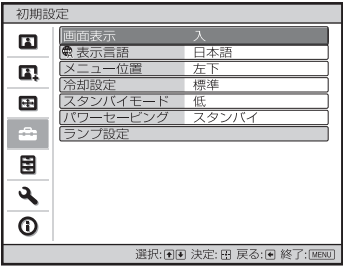 初期設定
画面表示 入
表示言語 日本語
メニュー位置 左下
冷却設定 標準
スタンバイモード 低
パワーセービング スタンバイ
ランプ設定
選択: 決定: 戻る: 終了: MENU